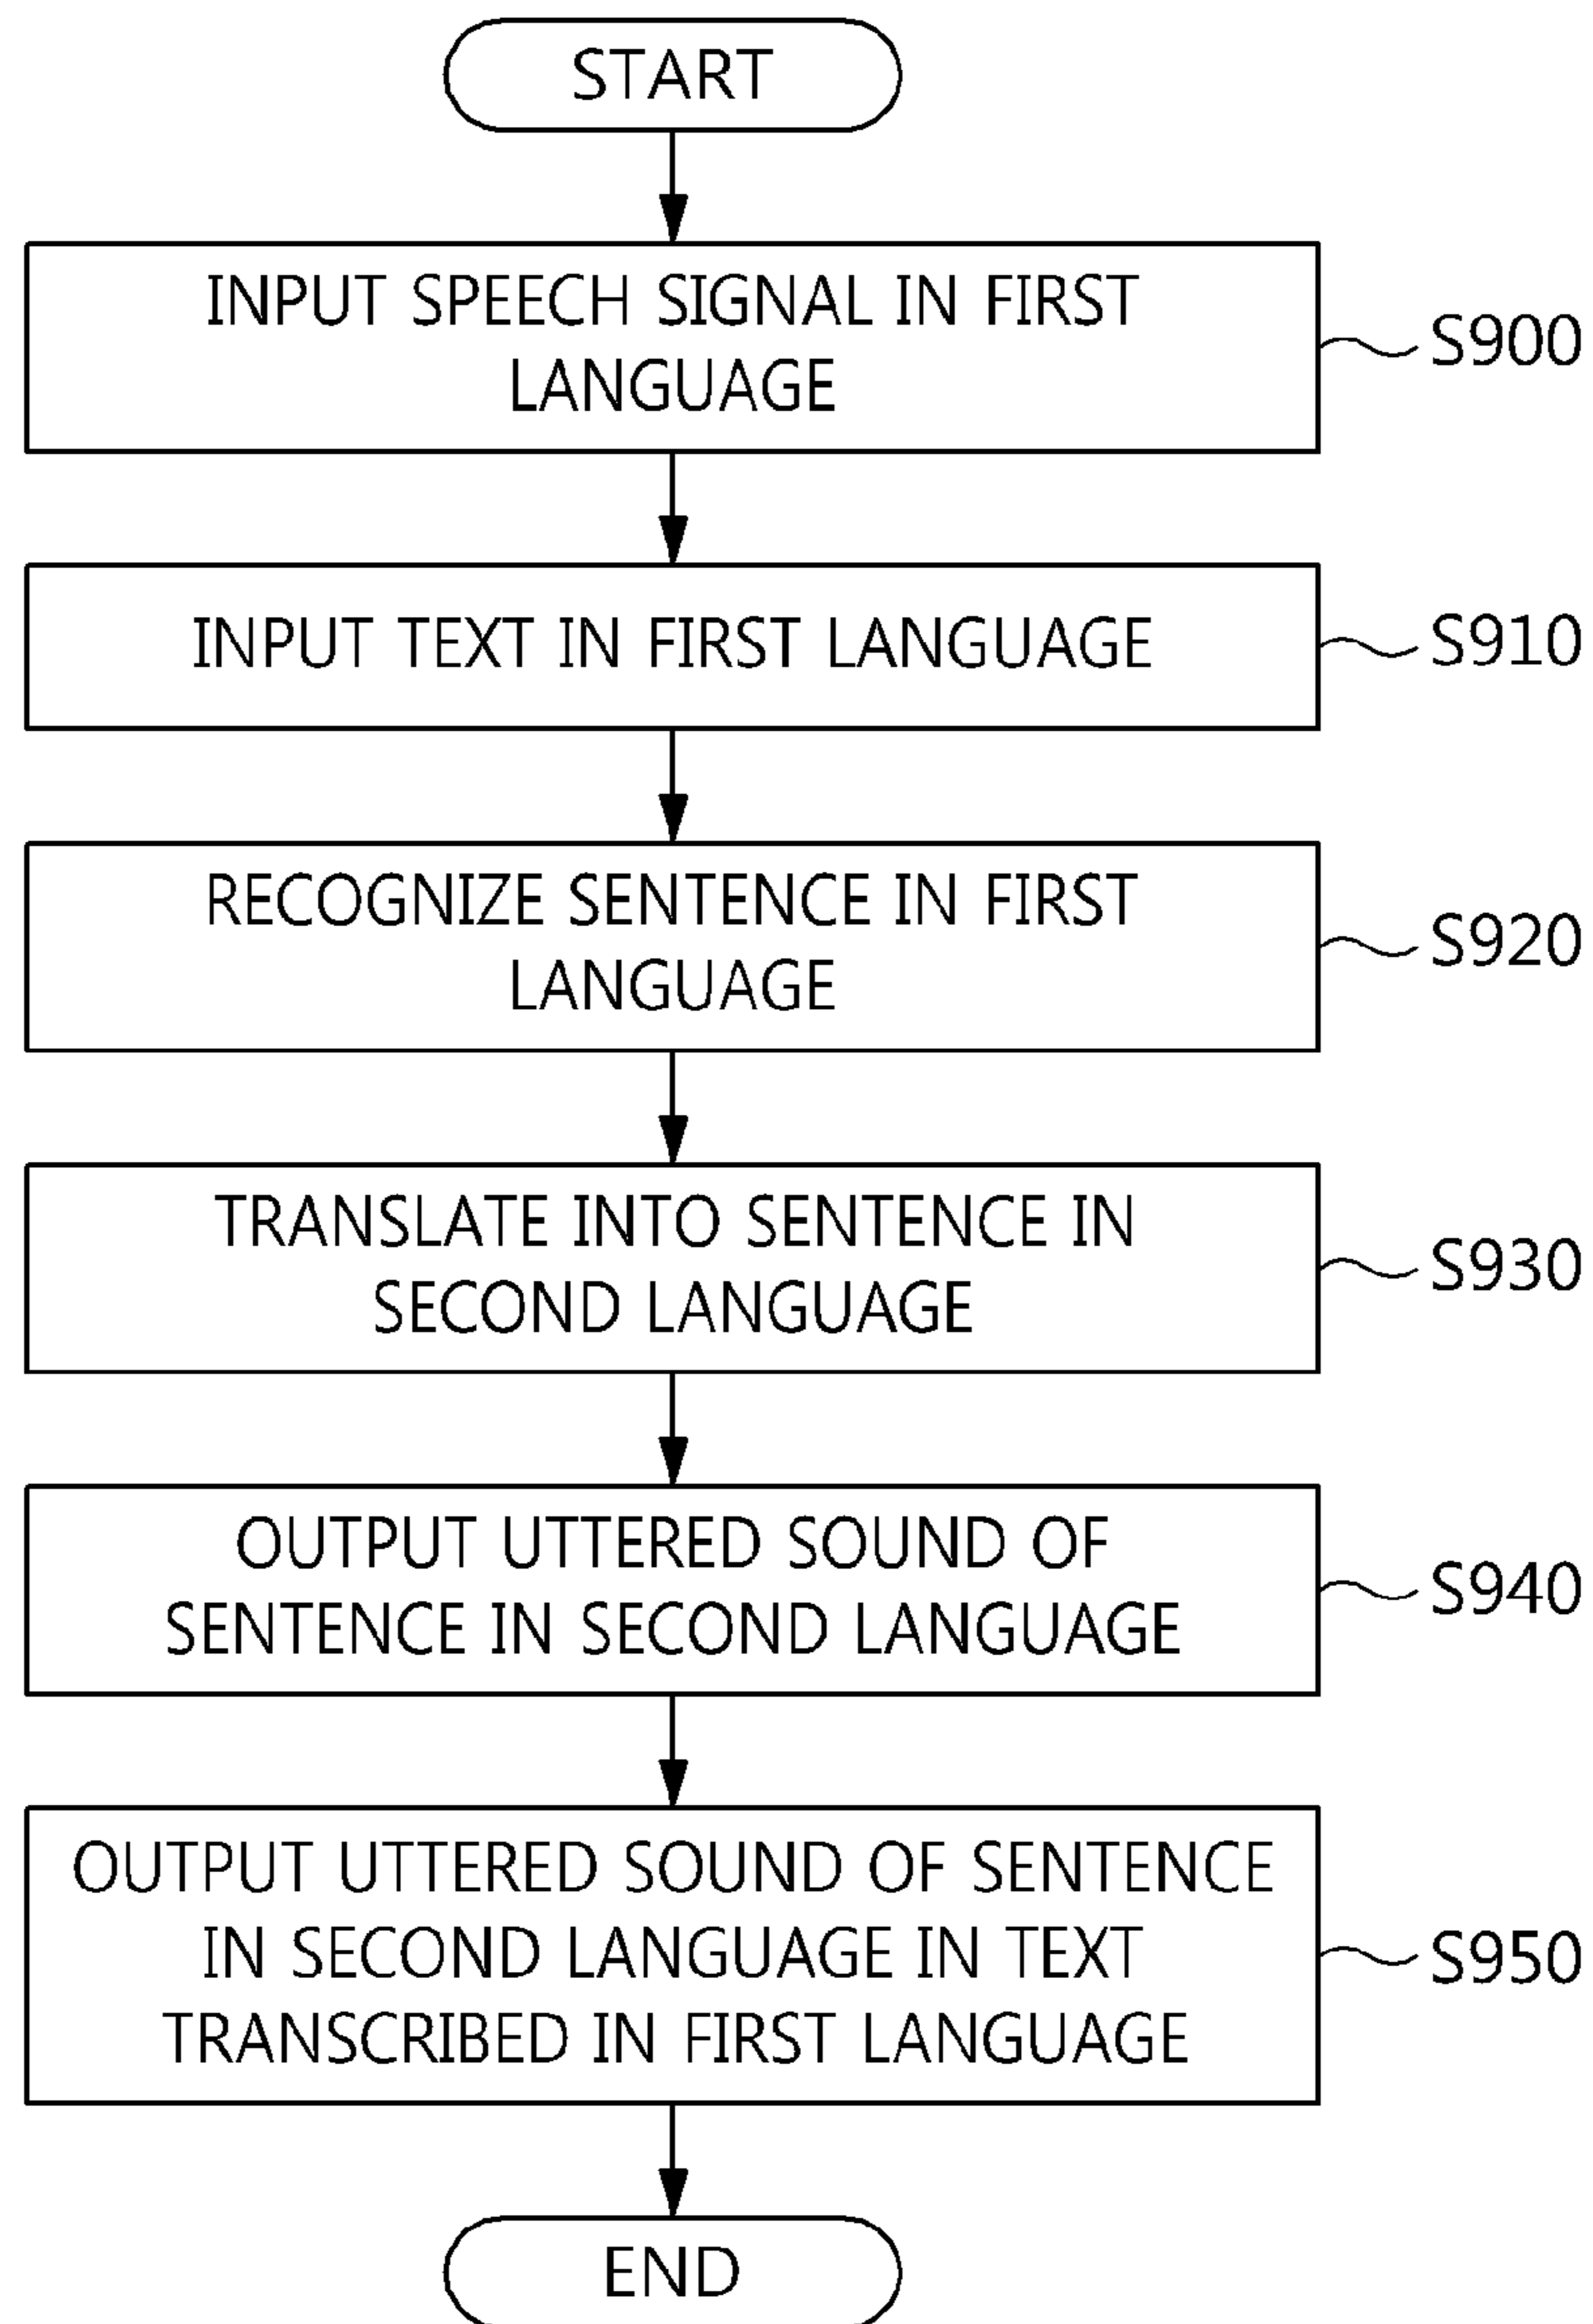 START
INPUT SPEECH SIGNAL IN FIRST
LANGUAGE
S900
INPUT TEXT IN FIRST LANGUAGE
S910
RECOGNIZE SENTENCE IN FIRST
LANGUAGE
S920
TRANSLATE INTO SENTENCE IN
SECOND LANGUAGE
S930
OUTPUT UTTERED SOUND OF
SENTENCE IN SECOND LANGUAGE
S940
OUTPUT UTTERED SOUND OF SENTENCE
IN SECOND LANGUAGE IN TEXT
TRANSCRIBED IN FIRST LANGUAGE
S950
END